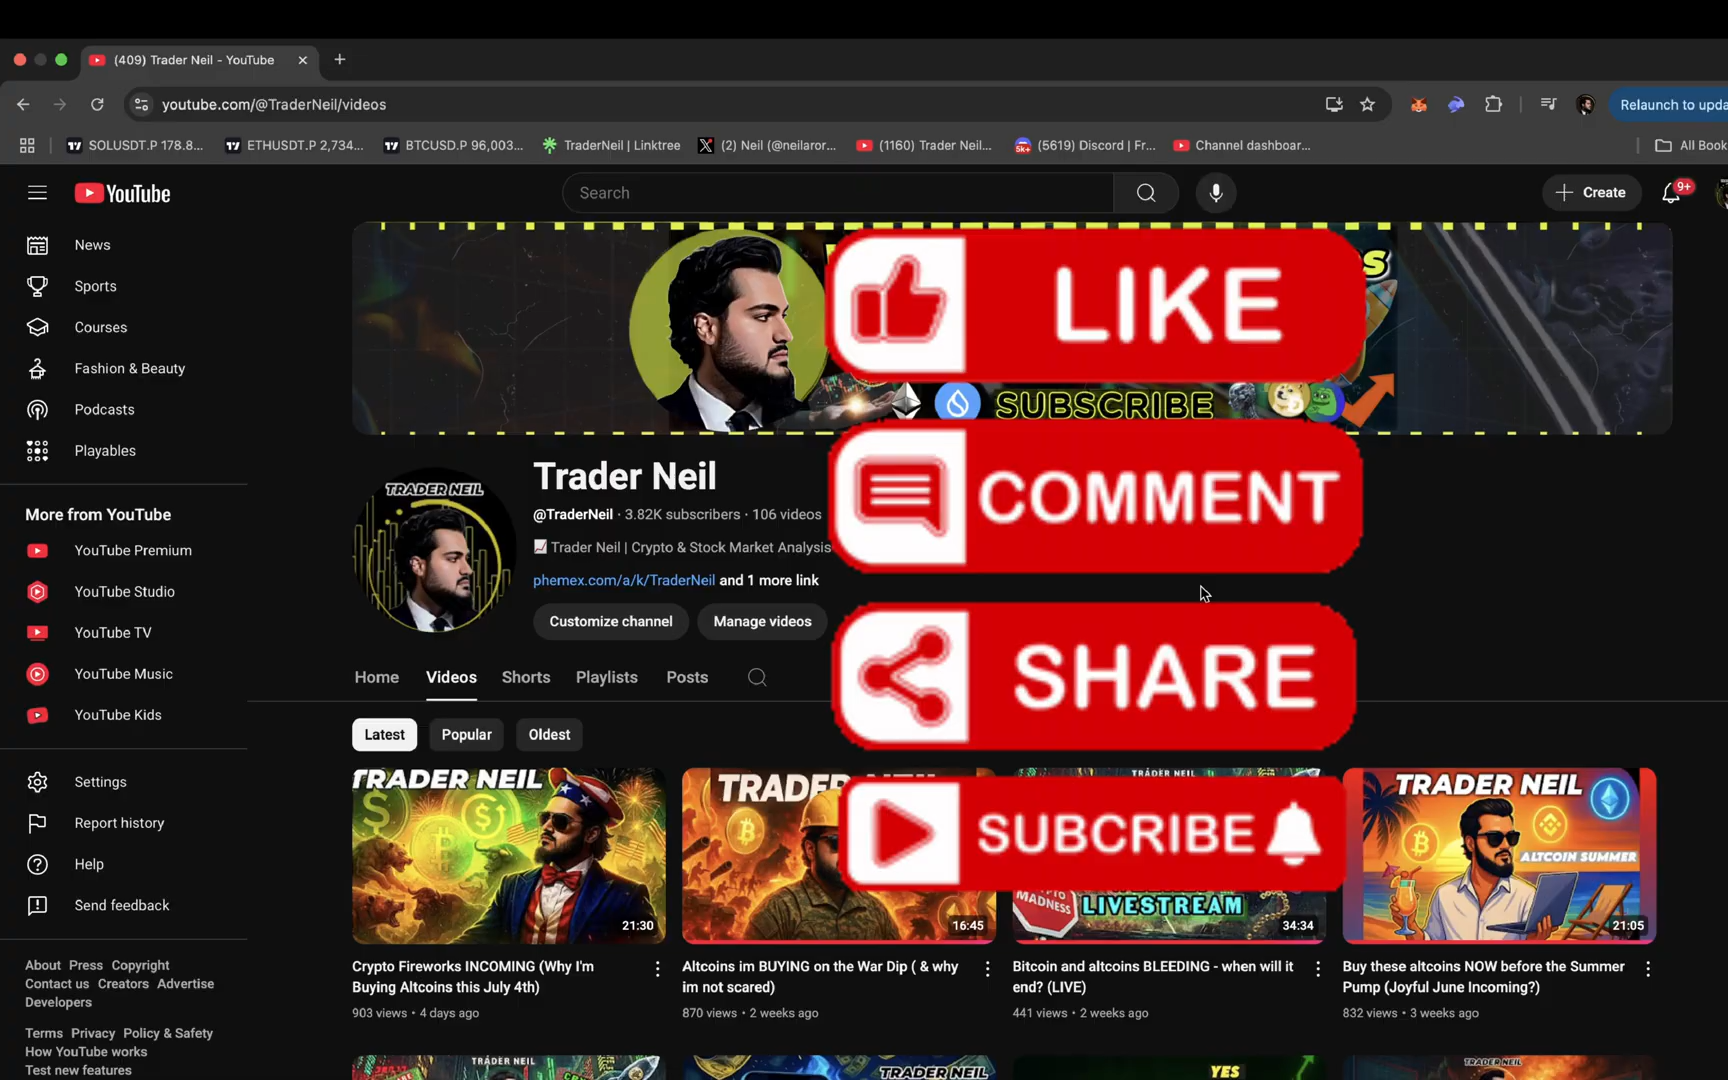 (409) Trader Neil - YouTube
youtube.com/@TraderNeil/videos
Relaunch to upda
SOLUSDT.P 178.8...
ETHUSDT.P 2,734...
BTCUSD.P 96,003...
TraderNeil | Linktree
(2) Neil (@neilaror...
(1160) Trader Neil...
(5619) Discord | Fr...
Channel dashboar...
All Book
YouTube
Search
Create
9+
News
Sports
Courses
Fashion & Beauty
Podcasts
Playables
More from YouTube
YouTube Premium
YouTube Studio
YouTube TV
YouTube Music
YouTube Kids
Settings
Report history
Help
Send feedback
About Press Copyright
Contact us Creators Advertise
Developers
Terms Privacy Policy & Safety
How YouTube works
Test new features
LIKE
SUBSCRIBE
COMMENT
SHARE
SUBCRIBE
TRADER NEIL
Trader Neil
@TraderNeil · 3.82K subscribers · 106 videos
Trader Neil | Crypto & Stock Market Analysis
phemex.com/a/k/TraderNeil and 1 more link
Customize channel
Manage videos
Home
Videos
Shorts
Playlists
Posts
Latest
Popular
Oldest
TRADER NEIL
21:30
Crypto Fireworks INCOMING (Why I'm
Buying Altcoins this July 4th)
903 views • 4 days ago
16:45
Altcoins im BUYING on the War Dip ( & why
im not scared)
870 views • 2 weeks ago
TRADER NEIL
MADNESS
LIVESTREAM
34:34
Bitcoin and altcoins BLEEDING - when will it
end? (LIVE)
441 views • 2 weeks ago
TRADER NEIL
ALTCOIN SUMMER
21:05
Buy these altcoins NOW before the Summer
Pump (Joyful June Incoming?)
832 views • 3 weeks ago
TRADER NEIL
TRADER NEIL
YES
TRADER NEIL